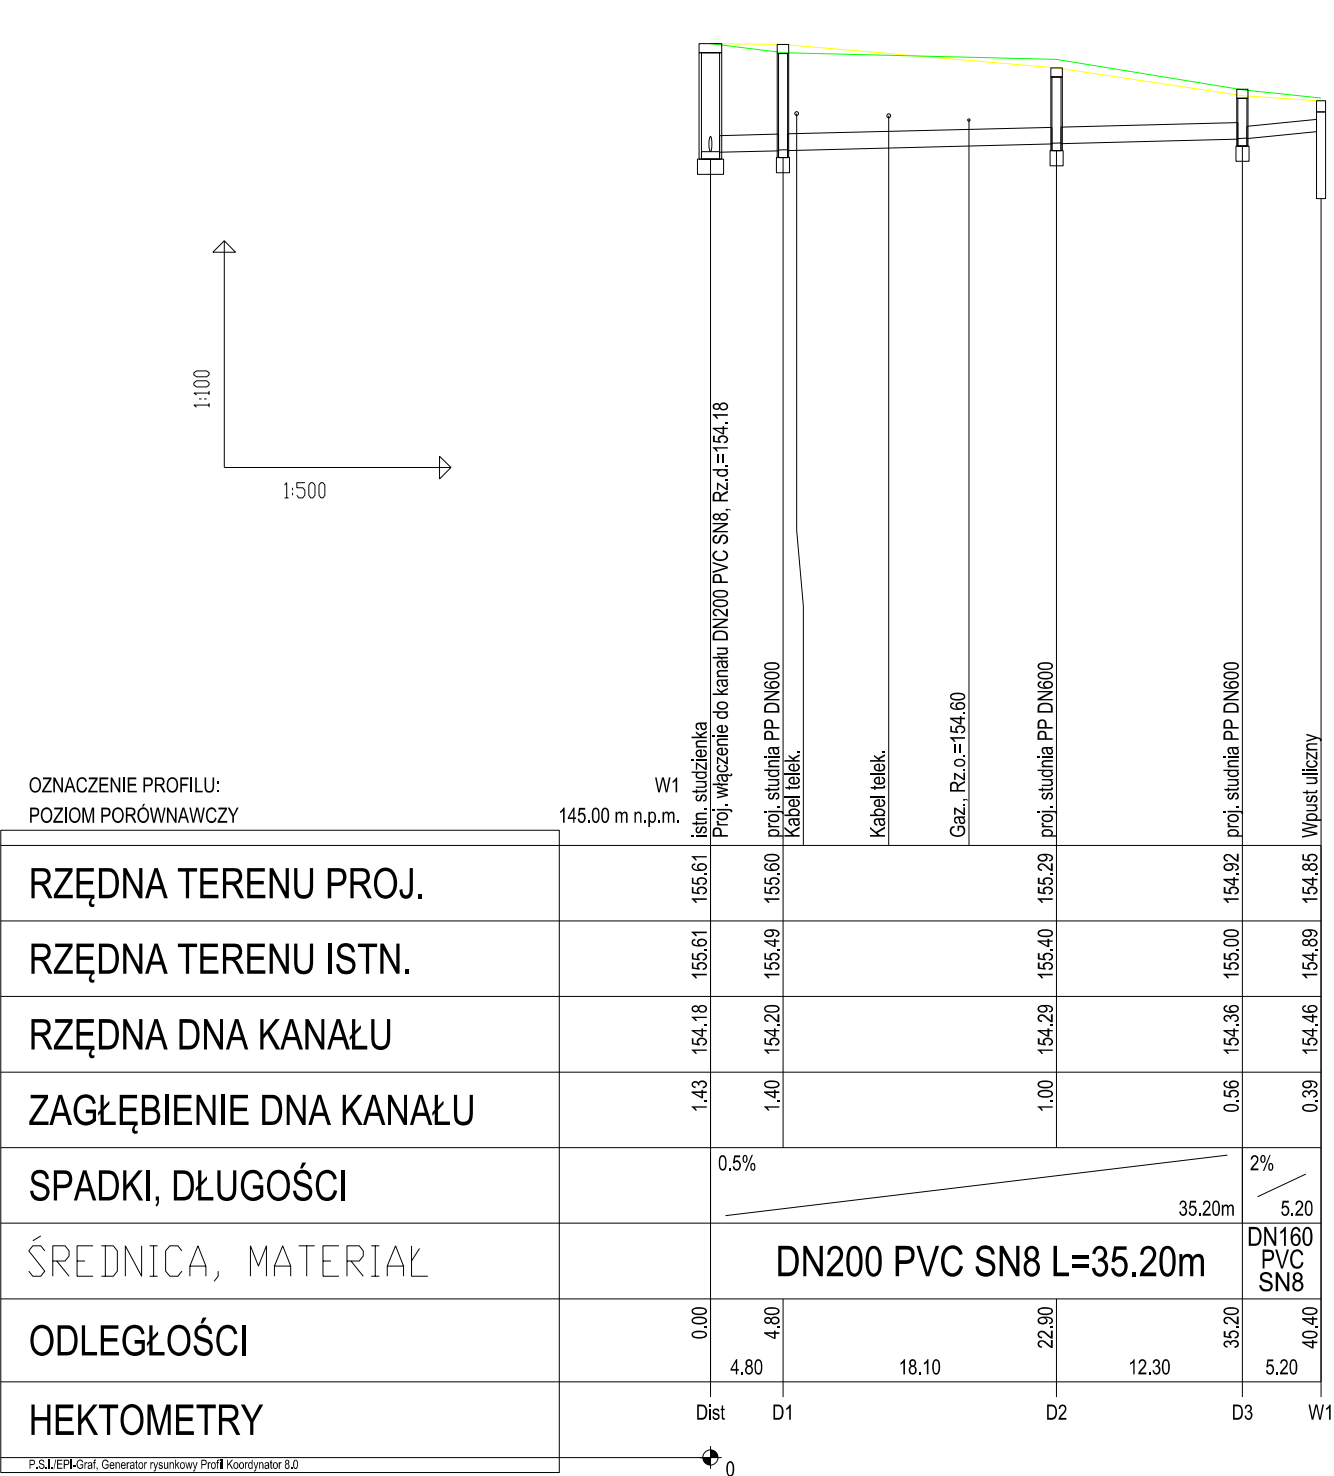 1:100
1:500
istn. studzienka
Proj. włączenie do kanału DN200 PVC SN8, Rz.d.=154.18
proj. studnia PP DN600
Kabel telek.
Kabel telek.
Gaz., Rz.o.=154.60
proj. studnia PP DN600
proj. studnia PP DN600
Wpust uliczny
OZNACZENIE PROFILU: W1
POZIOM PORÓWNAWCZY 145.00 m n.p.m.
RZĘDNA TERENU PROJ. 155.61 155.60 155.29 154.92 154.85
RZĘDNA TERENU ISTN. 155.61 155.49 155.40 155.00 154.89
RZĘDNA DNA KANAŁU 154.18 154.20 154.29 154.36 154.46
ZAGŁĘBIENIE DNA KANAŁU 1.43 1.40 1.00 0.56 0.39
SPADKI, DŁUGOŚCI 0.5% 35.20m 2% 5.20
ŚREDNICA, MATERIAŁ DN200 PVC SN8 L=35.20m
DN160
PVC
SN8
ODLEGŁOŚCI 0.00 4.80 22.90 35.20 40.40
4.80 18.10 12.30 5.20
HEKTOMETRY Dist D1 D2 D3 W1
P.S.I./EPI-Graf, Generator rysunkowy Profil Koordynator 8.0
0